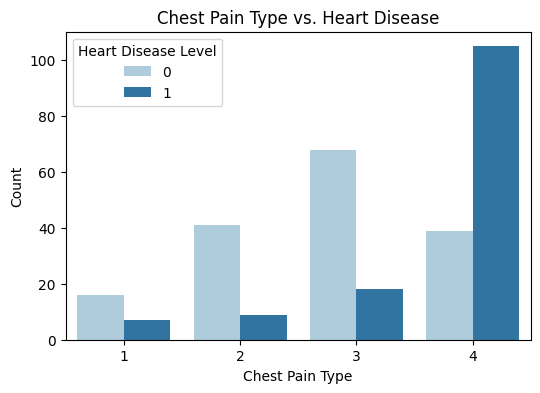 Chest Pain Type vs. Heart Disease
Heart Disease Level
0
1
Count
100
80
60
40
20
0
1 2 3 4
Chest Pain Type